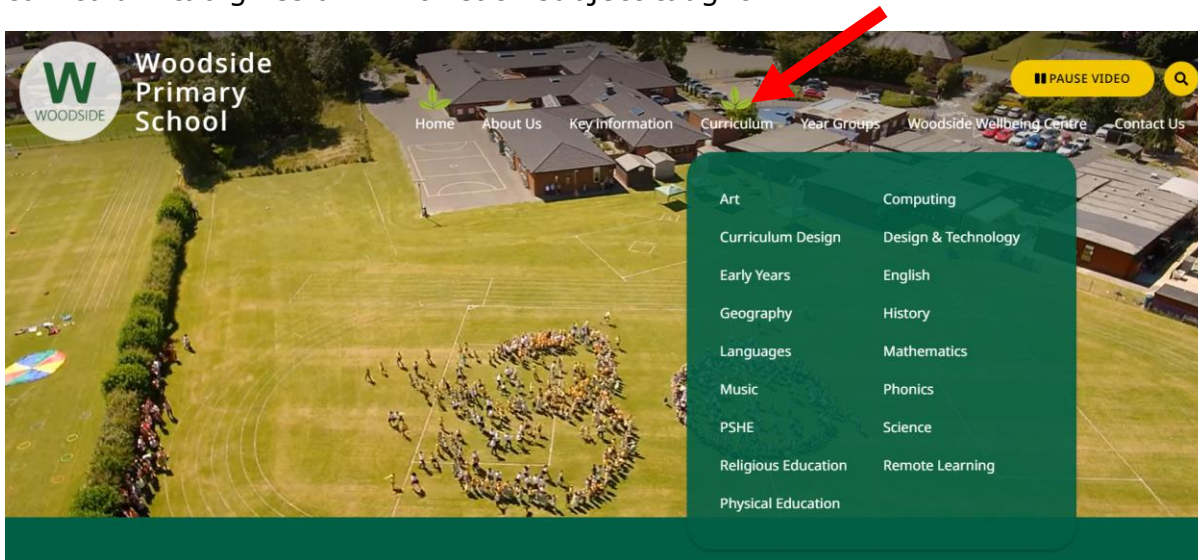 W
WOODSIDE
Woodside
Primary
School
PAUSE VIDEO
Home About Us Key Information Curriculum Year Groups Woodside Wellbeing Centre Contact Us
Art Computing
Curriculum Design Design & Technology
Early Years English
Geography History
Languages Mathematics
Music Phonics
PSHE Science
Religious Education Remote Learning
Physical Education